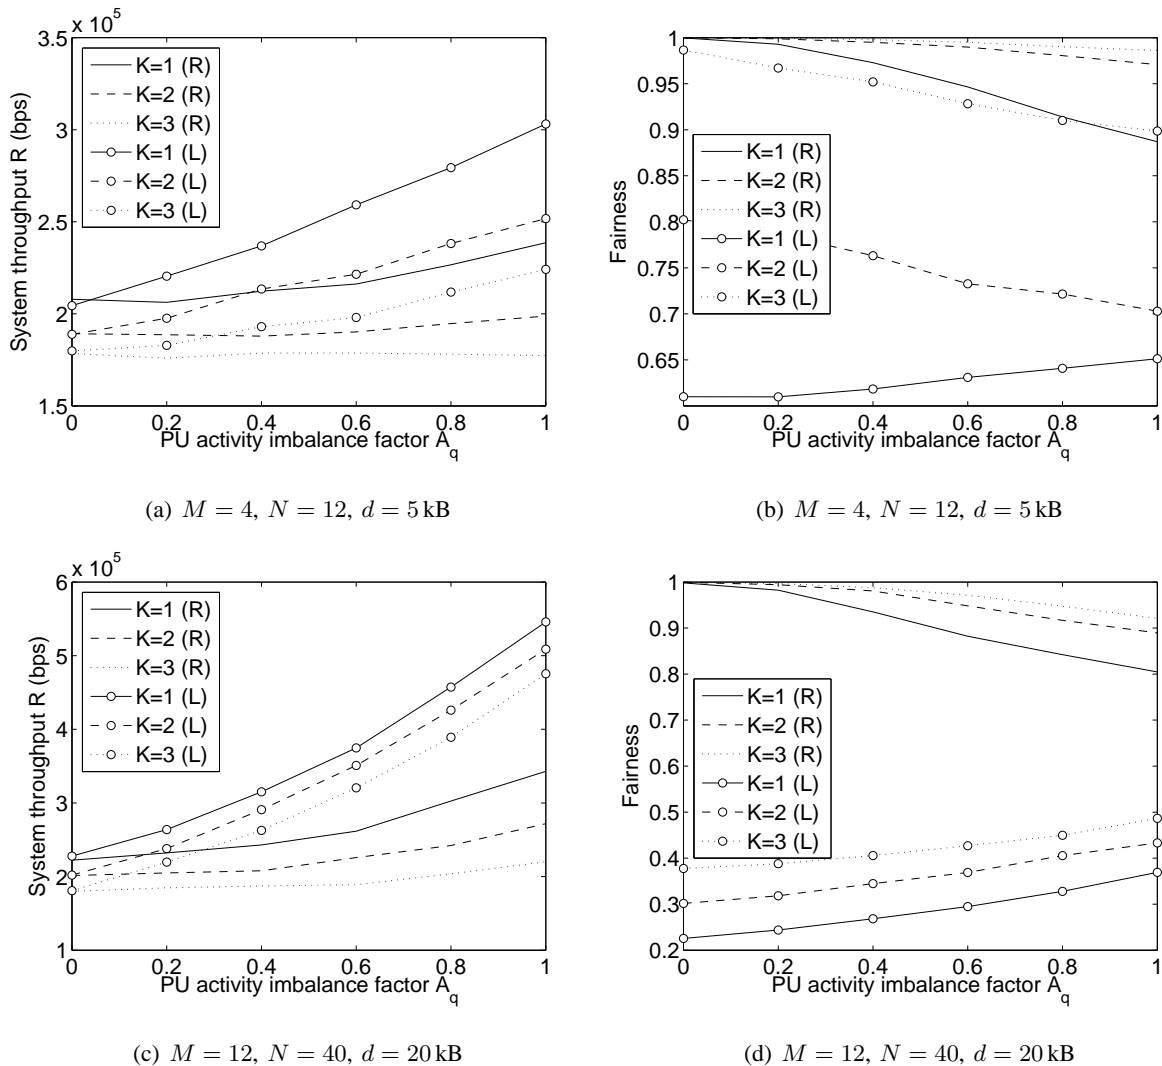 x 10^5
3.5
3
2.5
2
1.5
System throughput R (bps)
K=1 (R)
K=2 (R)
K=3 (R)
K=1 (L)
K=2 (L)
K=3 (L)
0 0.2 0.4 0.6 0.8 1
PU activity imbalance factor A_q
(a) M = 4, N = 12, d = 5 kB
1
0.95
0.9
0.85
0.8
0.75
0.7
0.65
Fairness
K=1 (R)
K=2 (R)
K=3 (R)
K=1 (L)
K=2 (L)
K=3 (L)
0 0.2 0.4 0.6 0.8 1
PU activity imbalance factor A_q
(b) M = 4, N = 12, d = 5 kB
x 10^5
6
5
4
3
2
1
System throughput R (bps)
K=1 (R)
K=2 (R)
K=3 (R)
K=1 (L)
K=2 (L)
K=3 (L)
0 0.2 0.4 0.6 0.8 1
PU activity imbalance factor A_q
(c) M = 12, N = 40, d = 20 kB
1
0.9
0.8
0.7
0.6
0.5
0.4
0.3
0.2
Fairness
K=1 (R)
K=2 (R)
K=3 (R)
K=1 (L)
K=2 (L)
K=3 (L)
0 0.2 0.4 0.6 0.8 1
PU activity imbalance factor A_q
(d) M = 12, N = 40, d = 20 kB